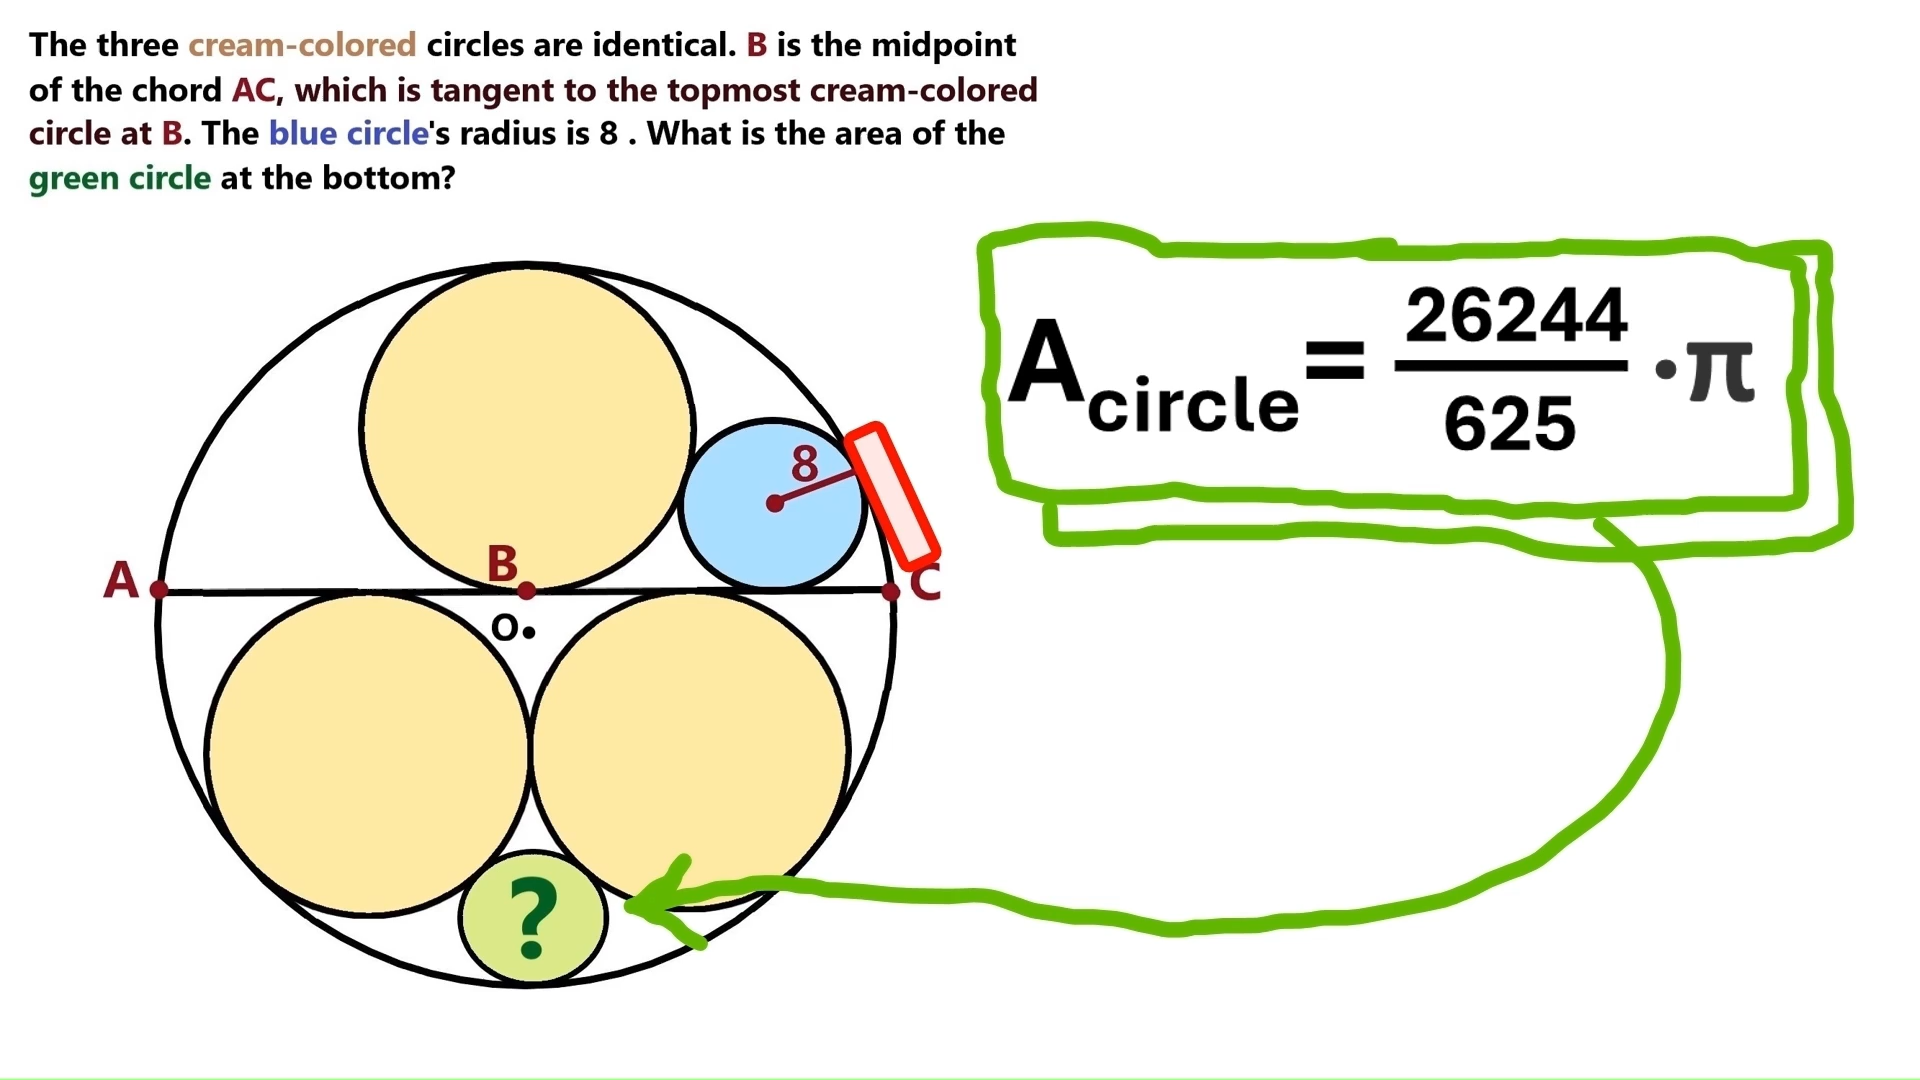 The three cream-colored circles are identical. B is the midpoint
of the chord AC, which is tangent to the topmost cream-colored
circle at B. The blue circle's radius is 8 . What is the area of the
green circle at the bottom?
A circle = 26244 / 625 · π
8
B
A
C
O
?